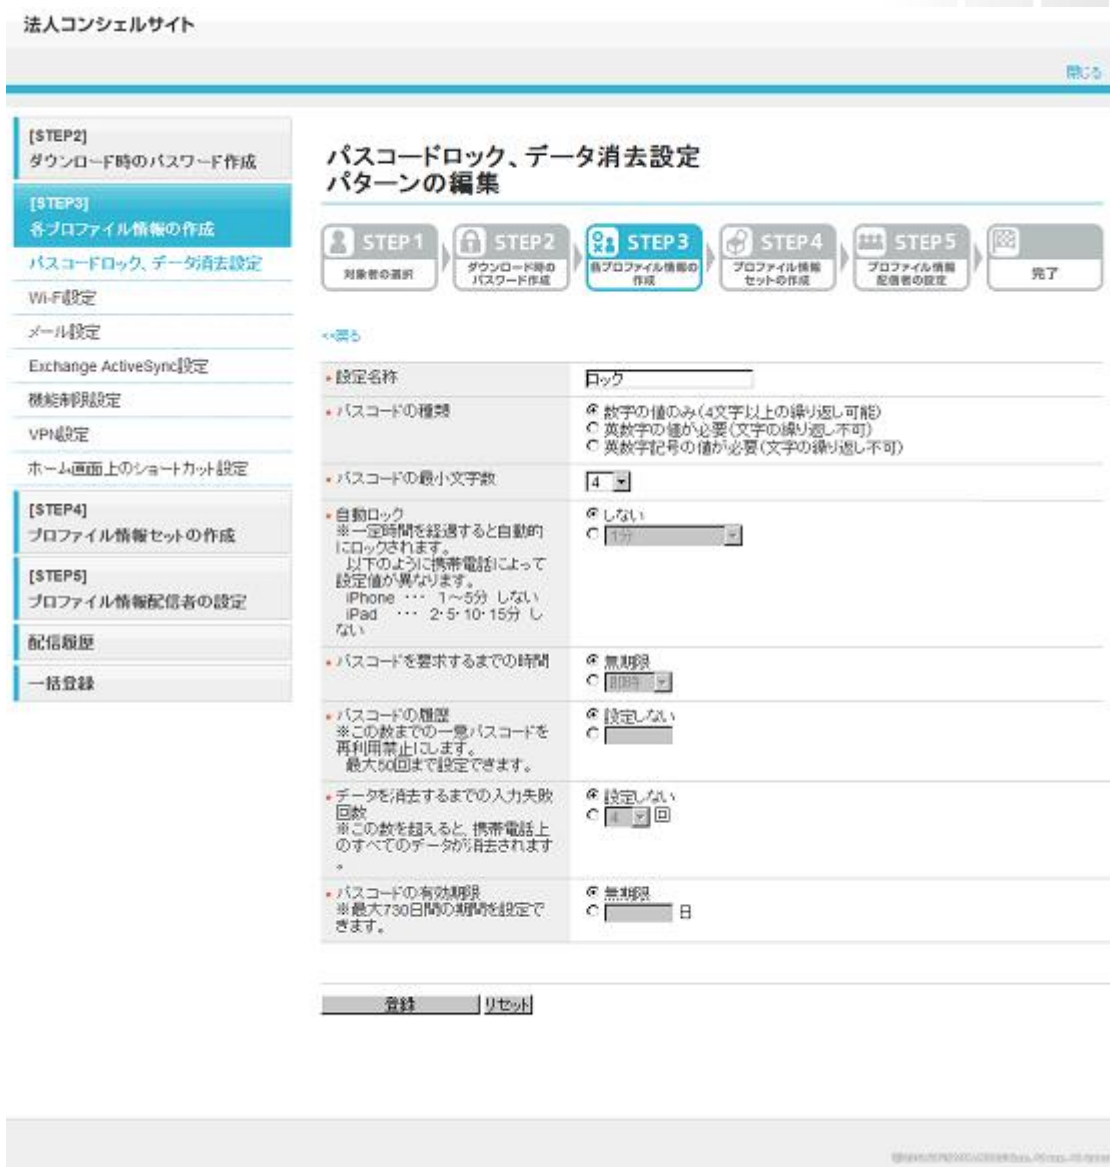 法人コンシェルサイト
閉じる
[STEP2]
ダウンロード時のパスワード作成
[STEP3]
各プロファイル情報の作成
パスコードロック、データ消去設定
Wi-Fi設定
メール設定
Exchange ActiveSync設定
機能制限設定
VPN設定
ホーム画面上のショートカット設定
[STEP4]
プロファイル情報セットの作成
[STEP5]
プロファイル情報配信者の設定
配信履歴
一括登録
パスコードロック、データ消去設定
パターンの編集
STEP1
対象者の選択
STEP2
ダウンロード時の
パスワード作成
STEP3
各プロファイル情報の
作成
STEP4
プロファイル情報
セットの作成
STEP5
プロファイル情報
配信者の設定
完了
<<戻る
設定名称
ロック
パスコードの種類
数字の値のみ(4文字以上の繰り返し可能)
英数字の値が必要(文字の繰り返し不可)
英数字記号の値が必要(文字の繰り返し不可)
パスコードの最小文字数
4
自動ロック
※一定時間を経過すると自動的
にロックされます。
以下のように携帯電話によって
設定値が異なります。
iPhone ･･･ 1～5分 しない
iPad ･･･ 2･5･10･15分 し
ない
しない
1分
パスコードを要求するまでの時間
無期限
即時
パスコードの履歴
※この数までの一意パスコードを
再利用禁止にします。
最大50回まで設定できます。
設定しない
データを消去するまでの入力失敗
回数
※この数を超えると、携帯電話上
のすべてのデータが消去されます
。
設定しない
4 回
パスコードの有効期限
※最大730日間の期間を設定で
きます。
無期限
日
登録 リセット